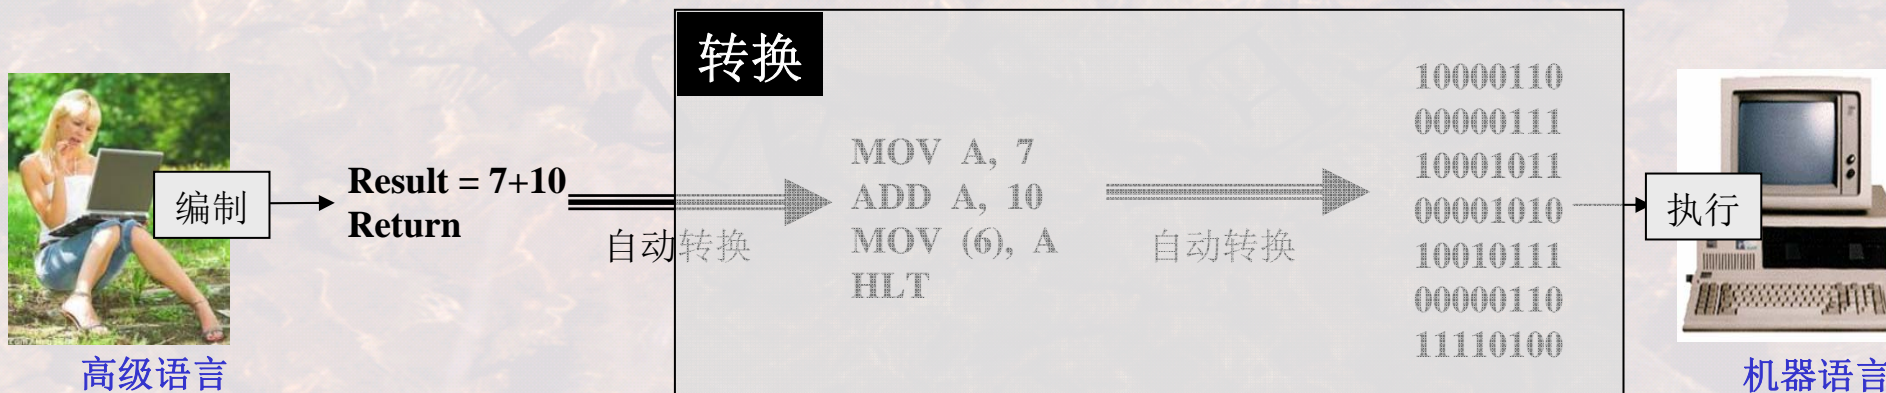 转换
编制
Result = 7+10
Return
自动转换
MOV A, 7
ADD A, 10
MOV (6), A
HLT
自动转换
10000110
00000111
10001011
00001010
10010111
00000110
11110100
执行
高级语言
机器语言